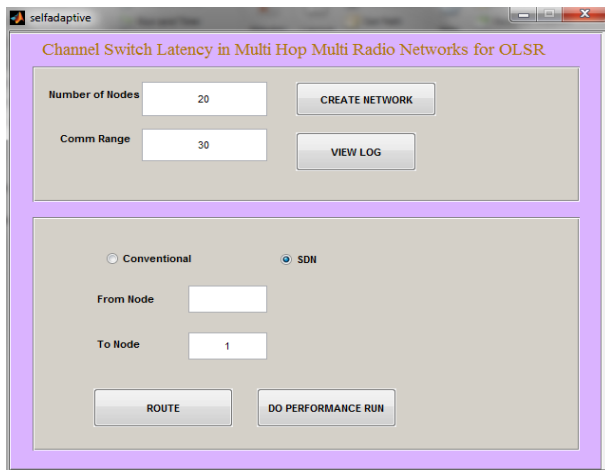 selfadaptive
Channel Switch Latency in Multi Hop Multi Radio Networks for OLSR
Number of Nodes 20 CREATE NETWORK
Comm Range 30 VIEW LOG
Conventional SDN
From Node
To Node 1
ROUTE DO PERFORMANCE RUN